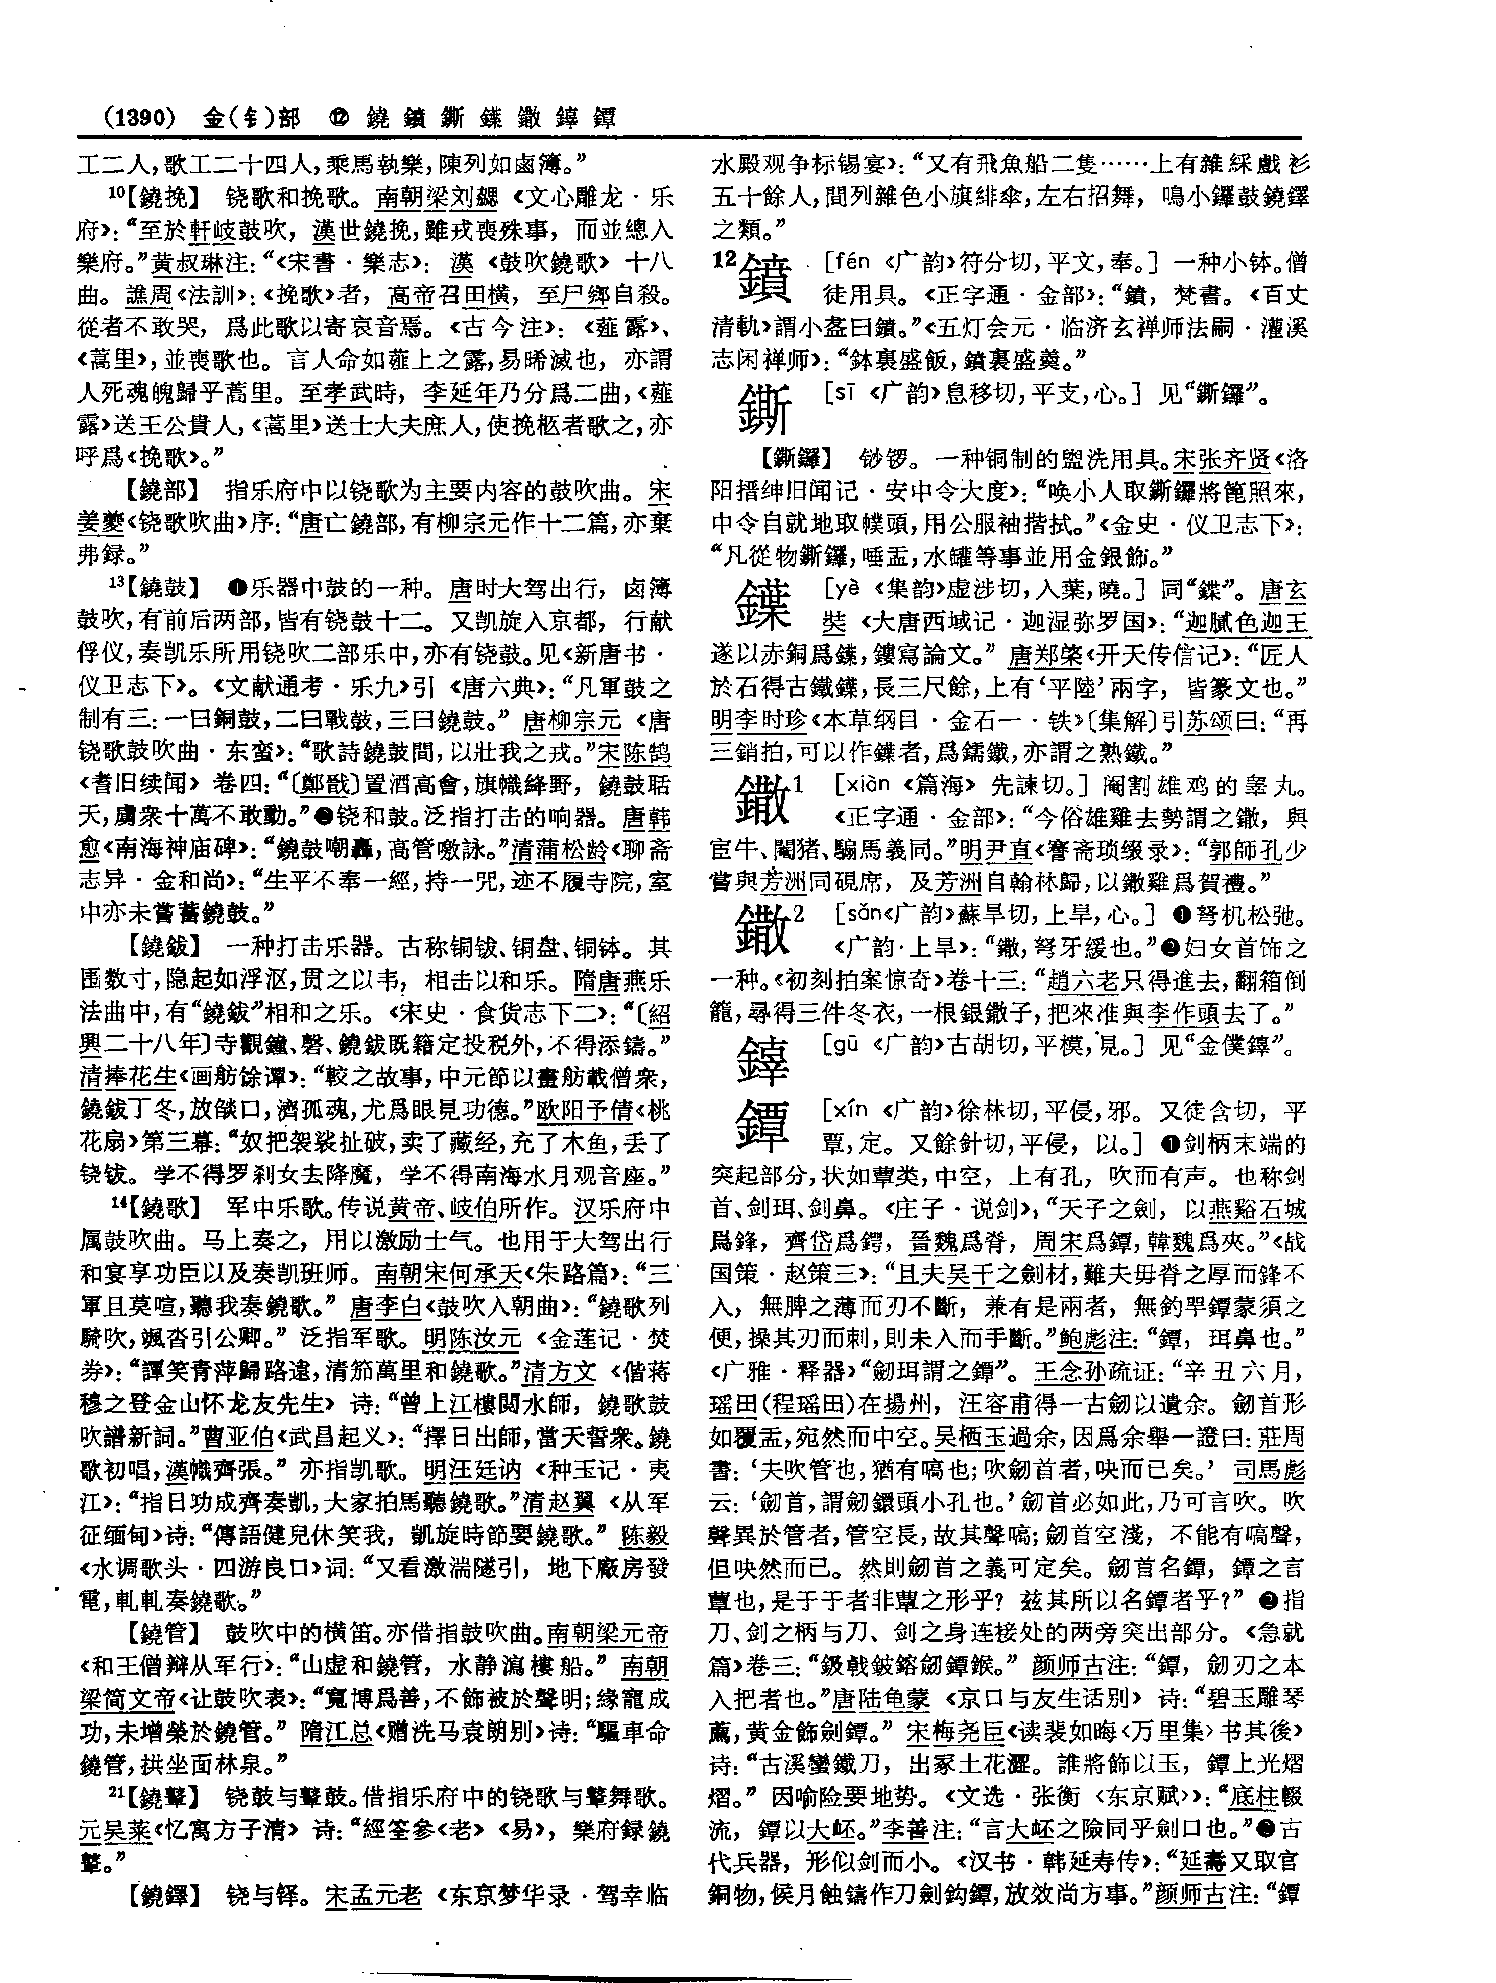 (1390) 金(钅)部 ⑫ 鐃鐼鐁鏶鏾鏬鐔
工二人,歌工二十四人,乘馬執樂,陳列如鹵簿。”
10【鐃挽】 铙歌和挽歌。南朝梁刘勰《文心雕龙·乐
府》:“至於軒岐鼓吹,漢世鐃挽,雖戎喪殊事,而並總入
樂府。”黄叔琳注:“《宋書·樂志》:漢《鼓吹鐃歌》十八
曲。譙周《法訓》:《挽歌》者,高帝召田横,至尸鄉自殺。
從者不敢哭,爲此歌以寄哀音焉。《古今注》:《薤露》、
《蒿里》,並喪歌也。言人命如薤上之露,易晞滅也,亦謂
人死魂魄歸乎蒿里。至孝武時,李延年乃分爲二曲,《薤
露》送王公貴人,《蒿里》送士大夫庶人,使挽柩者歌之,亦
呼爲《挽歌》。”
【鐃部】 指乐府中以铙歌为主要内容的鼓吹曲。宋
姜夔《铙歌吹曲》序:“唐亡鐃部,有柳宗元作十二篇,亦棄
弗録。”
13【鐃鼓】 ❶乐器中鼓的一种。唐时大驾出行,卤簿
鼓吹,有前后两部,皆有铙鼓十二。又凯旋入京都,行献
俘仪,奏凯乐所用铙吹二部乐中,亦有铙鼓。见《新唐书·
仪卫志下》。《文献通考·乐九》引《唐六典》:“凡軍鼓之
制有三:一曰銅鼓,二曰戰鼓,三曰鐃鼓。”唐柳宗元《唐
铙歌鼓吹曲·东蛮》:“歌詩鐃鼓間,以壯我之戎。”宋陈鹄
《耆旧续闻》卷四:“〔鄭戩〕置酒高會,旗幟絳野,鐃鼓聒
天,虜衆十萬不敢動。”❷铙和鼓。泛指打击的响器。唐韩
愈《南海神庙碑》:“鐃鼓嘲轟,高管噭詠。”清蒲松龄《聊斋
志异·金和尚》:“生平不奉一經,持一咒,迹不履寺院,室
中亦未嘗蓄鐃鼓。”
【鐃鈸】 一种打击乐器。古称铜钹、铜盘、铜钵。其
围数寸,隐起如浮沤,贯之以韦,相击以和乐。隋唐燕乐
法曲中,有“鐃鈸”相和之乐。《宋史·食货志下二》:“〔紹
興二十八年〕寺觀鐘、磬、鐃鈸既籍定投税外,不得添鑄。”
清捧花生《画舫馀谭》:“較之故事,中元節以畫舫載僧衆,
鐃鈸丁冬,放燄口,濟孤魂,尤爲眼見功德。”欧阳予倩《桃
花扇》第三幕:“奴把袈裟扯破,卖了藏经,充了木鱼,丢了
铙钹。学不得罗刹女去降魔,学不得南海水月观音座。”
14【鐃歌】 军中乐歌。传说黄帝、岐伯所作。汉乐府中
属鼓吹曲。马上奏之,用以激励士气。也用于大驾出行
和宴享功臣以及奏凯班师。南朝宋何承天《朱路篇》:“三
軍且莫喧,聽我奏鐃歌。”唐李白《鼓吹入朝曲》:“鐃歌列
騎吹,颯沓引公卿。”泛指军歌。明陈汝元《金莲记·焚
券》:“譚笑青萍歸路遠,清笳萬里和鐃歌。”清方文《偕蒋
穆之登金山怀龙友先生》诗:“曾上江樓閱水師,鐃歌鼓
吹譜新詞。”曹亚伯《武昌起义》:“擇日出師,當天誓衆。鐃
歌初唱,漢幟齊張。”亦指凯歌。明汪廷讷《种玉记·夷
江》:“指日功成齊奏凱,大家拍馬聽鐃歌。”清赵翼《从军
征缅甸》诗:“傳語健兒休笑我,凱旋時節要鐃歌。”陈毅
《水调歌头·四游良口》词:“又看激湍隧引,地下廠房發
電,軋軋奏鐃歌。”
【鐃管】 鼓吹中的横笛。亦借指鼓吹曲。南朝梁元帝
《和王僧辩从军行》:“山虚和鐃管,水静瀉樓船。”南朝
梁简文帝《让鼓吹表》:“寬博爲善,不飾被於聲明;緣寵成
功,未增榮於鐃管。”隋江总《赠洗马袁朗别》诗:“驅車命
鐃管,拱坐面林泉。”
21【鐃鼙】 铙鼓与鼙鼓。借指乐府中的铙歌与鼙舞歌。
元吴莱《忆寓方子清》诗:“經筌參《老》《易》,樂府録鐃
鼙。”
【鐃鐸】 铙与铎。宋孟元老《东京梦华录·驾幸临
水殿观争标锡宴》:“又有飛魚船二隻……上有雜綵戲衫
五十餘人,間列雜色小旗緋傘,左右招舞,鳴小鑼鼓鐃鐸
之類。”
12鐼 [fén《广韵》符分切,平文,奉。] 一种小钵。僧
徒用具。《正字通·金部》:“鐼,梵書。《百丈
清軌》謂小盔曰鐼。”《五灯会元·临济玄禅师法嗣·灌溪
志闲禅师》:“鉢裏盛飯,鐼裏盛羹。”
鐁 [sī《广韵》息移切,平支,心。] 见“鐁鑼”。
【鐁鑼】 钞锣。一种铜制的盥洗用具。宋张齐贤《洛
阳搢绅旧闻记·安中令大度》:“唤小人取鐁鑼將篦照來,
中令自就地取幞頭,用公服袖揩拭。”《金史·仪卫志下》:
“凡從物鐁鑼,唾盂,水罐等事並用金銀飾。”
鏶 [yè《集韵》虚涉切,入葉,曉。] 同“鍱”。唐玄
奘《大唐西域记·迦湿弥罗国》:“迦膩色迦王
遂以赤銅爲鏶,鏤寫論文。”唐郑棨《开天传信记》:“匠人
於石得古鐵鏶,長三尺餘,上有‘平陸’兩字,皆篆文也。”
明李时珍《本草纲目·金石一·铁》〔集解〕引苏颂曰:“再
三銷拍,可以作鏶者,爲鑐鐵,亦謂之熟鐵。”
鏾1 [xiàn《篇海》先諫切。] 阉割雄鸡的睾丸。
《正字通·金部》:“今俗雄雞去勢謂之鏾,與
宦牛、閹猪、騸馬義同。”明尹直《謇斋琐缀录》:“郭師孔少
嘗與芳洲同硯席,及芳洲自翰林歸,以鏾雞爲賀禮。”
鏾2 [sǎn《广韵》蘇旱切,上旱,心。] ❶弩机松弛。
《广韵·上旱》:“鏾,弩牙緩也。”❷妇女首饰之
一种。《初刻拍案惊奇》卷十三:“趙六老只得進去,翻箱倒
籠,尋得三件冬衣,一根銀鏾子,把來准與李作頭去了。”
[gū《广韵》古胡切,平模,見。] 见“金僕鏬”。
鐔 [xín《广韵》徐林切,平侵,邪。又徒含切,平
覃,定。又餘針切,平侵,以。] ❶剑柄末端的
突起部分,状如蕈类,中空,上有孔,吹而有声。也称剑
首、剑珥、剑鼻。《庄子·说剑》,“天子之劍,以燕谿石城
爲鋒,齊岱爲鍔,晉魏爲脊,周宋爲鐔,韓魏爲夾。”《战
国策·赵策三》:“且夫吴干之劍材,難夫毋脊之厚而鋒不
入,無脾之薄而刃不斷,兼有是兩者,無釣罕鐔蒙須之
便,操其刃而刺,則未入而手斷。”鲍彪注:“鐔,珥鼻也。”
《广雅·释器》“劒珥謂之鐔”。王念孙疏证:“辛丑六月,
瑶田(程瑶田)在揚州,汪容甫得一古劒以遺余。劒首形
如覆盂,宛然而中空。吴栖玉過余,因爲余舉一證曰:莊周
書:‘夫吹管也,猶有嗃也;吹劒首者,吷而已矣。’司馬彪
云:‘劒首,謂劒鐶頭小孔也。’劒首必如此,乃可言吹。吹
聲異於管者,管空長,故其聲嗃;劒首空淺,不能有嗃聲,
但吷然而已。然則劒首之義可定矣。劒首名鐔,鐔之言
蕈也,是于于者非蕈之形乎?兹其所以名鐔者乎?”❷指
刀、剑之柄与刀、剑之身连接处的两旁突出部分。《急就
篇》卷三:“鈒戟鈹鎔劒鐔鍭。”颜师古注:“鐔,劒刃之本
入把者也。”唐陆龟蒙《京口与友生话别》诗:“碧玉雕琴
薦,黄金飾劍鐔。”宋梅尧臣《读裴如晦〈万里集〉书其後》
诗:“古溪蠻鐵刀,出冢土花澀。誰將飾以玉,鐔上光熠
熠。”因喻险要地势。《文选·张衡〈东京赋〉》:“底柱輟
流,鐔以大岯。”李善注:“言大岯之險同乎劍口也。”❸古
代兵器,形似剑而小。《汉书·韩延寿传》:“延壽又取官
銅物,候月蝕鑄作刀劍鈎鐔,放效尚方事。”颜师古注:“鐔